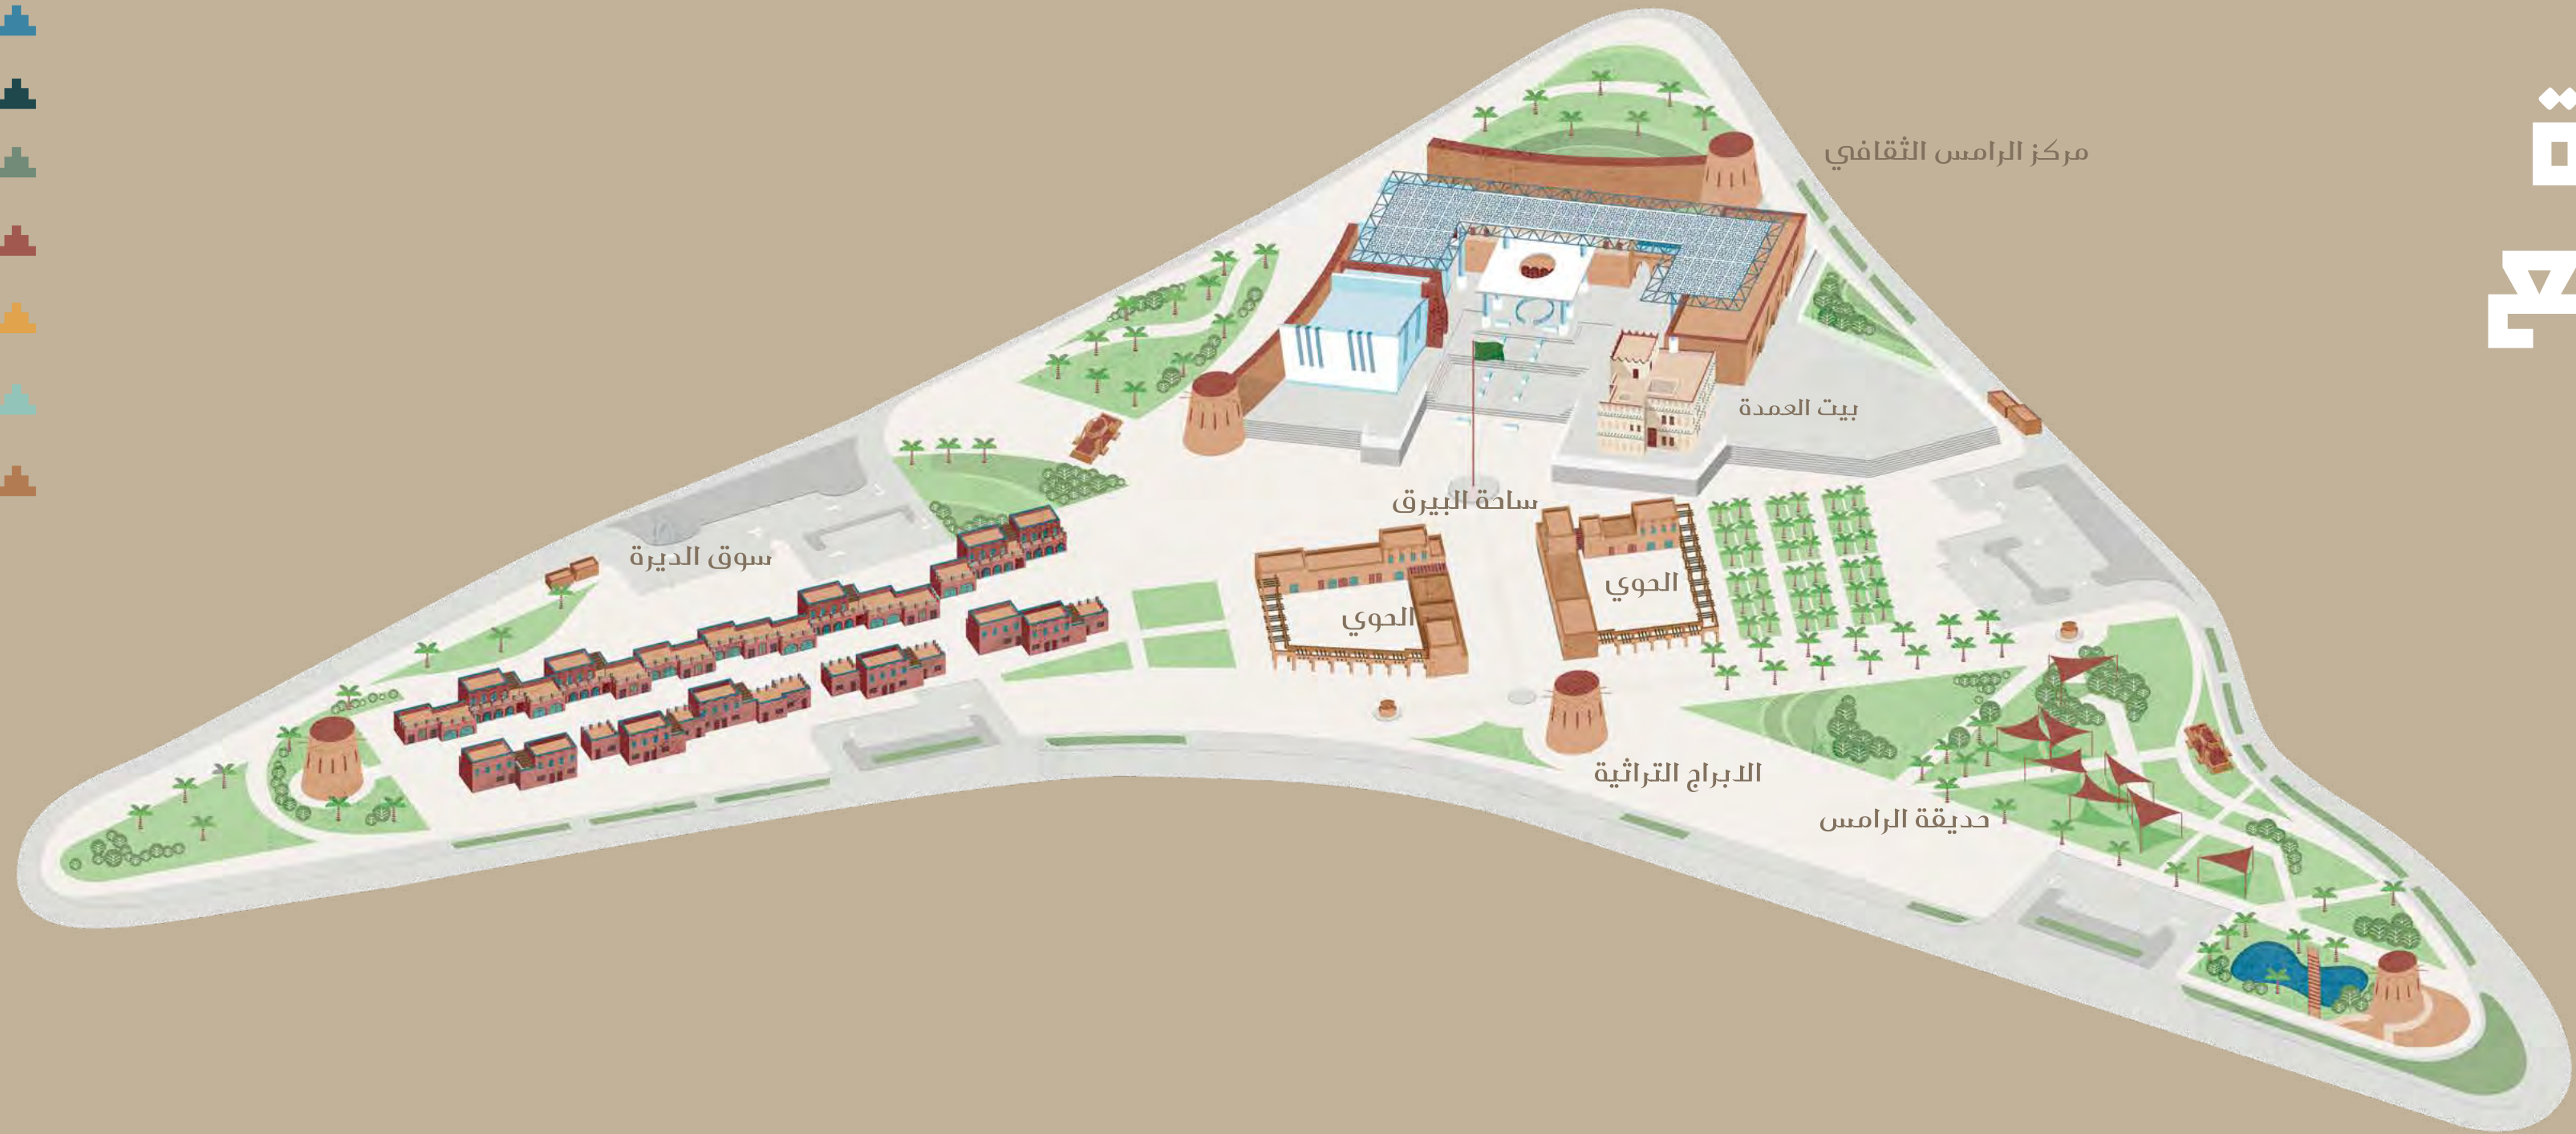 مركز الرامس الثقافي
بيت العمدة
ساحة البيرق
سوق الديرة
الحوي
الحوي
الابراج التراثية
حديقة الرامس